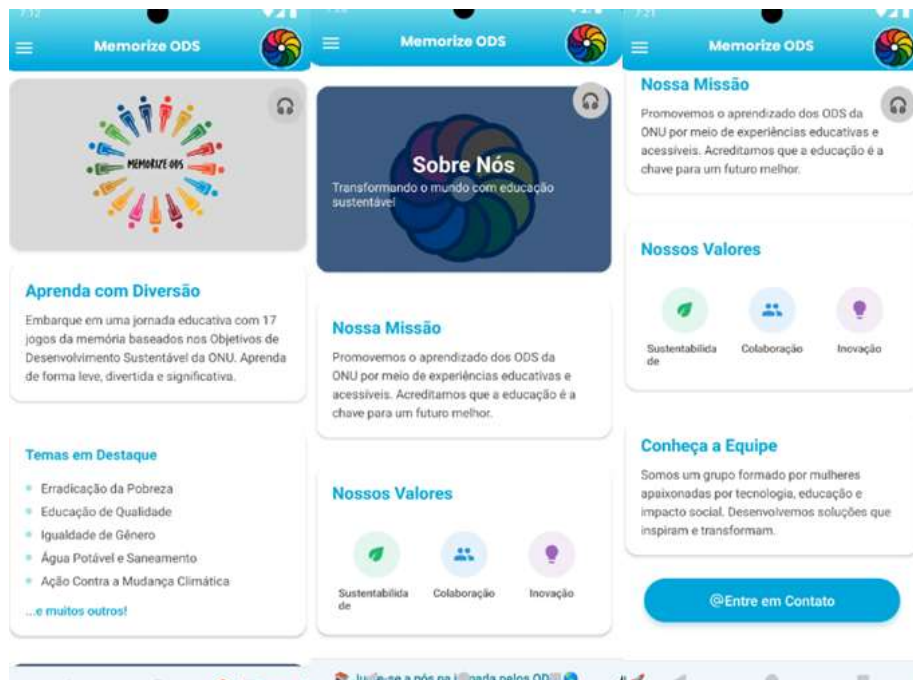 7:12
Memorize ODS
MEMORIZE ODS
Aprenda com Diversão
Embarque em uma jornada educativa com 17
jogos da memória baseados nos Objetivos de
Desenvolvimento Sustentável da ONU. Aprenda
de forma leve, divertida e significativa.
Temas em Destaque
Erradicação da Pobreza
Educação de Qualidade
Igualdade de Gênero
Água Potável e Saneamento
Ação Contra a Mudança Climática
...e muitos outros!
Memorize ODS
Sobre Nós
Transformando o mundo com educação
sustentável
Nossa Missão
Promovemos o aprendizado dos ODS da
ONU por meio de experiências educativas e
acessíveis. Acreditamos que a educação é a
chave para um futuro melhor.
Nossos Valores
Sustentabilida
de
Colaboração
Inovação
a nós na
pelos
7:21
Memorize ODS
Nossa Missão
Promovemos o aprendizado dos ODS da
ONU por meio de experiências educativas e
acessíveis. Acreditamos que a educação é a
chave para um futuro melhor.
Nossos Valores
Sustentabilida
de
Colaboração
Inovação
Conheça a Equipe
Somos um grupo formado por mulheres
apaixonadas por tecnologia, educação e
impacto social. Desenvolvemos soluções que
inspiram e transformam.
@Entre em Contato